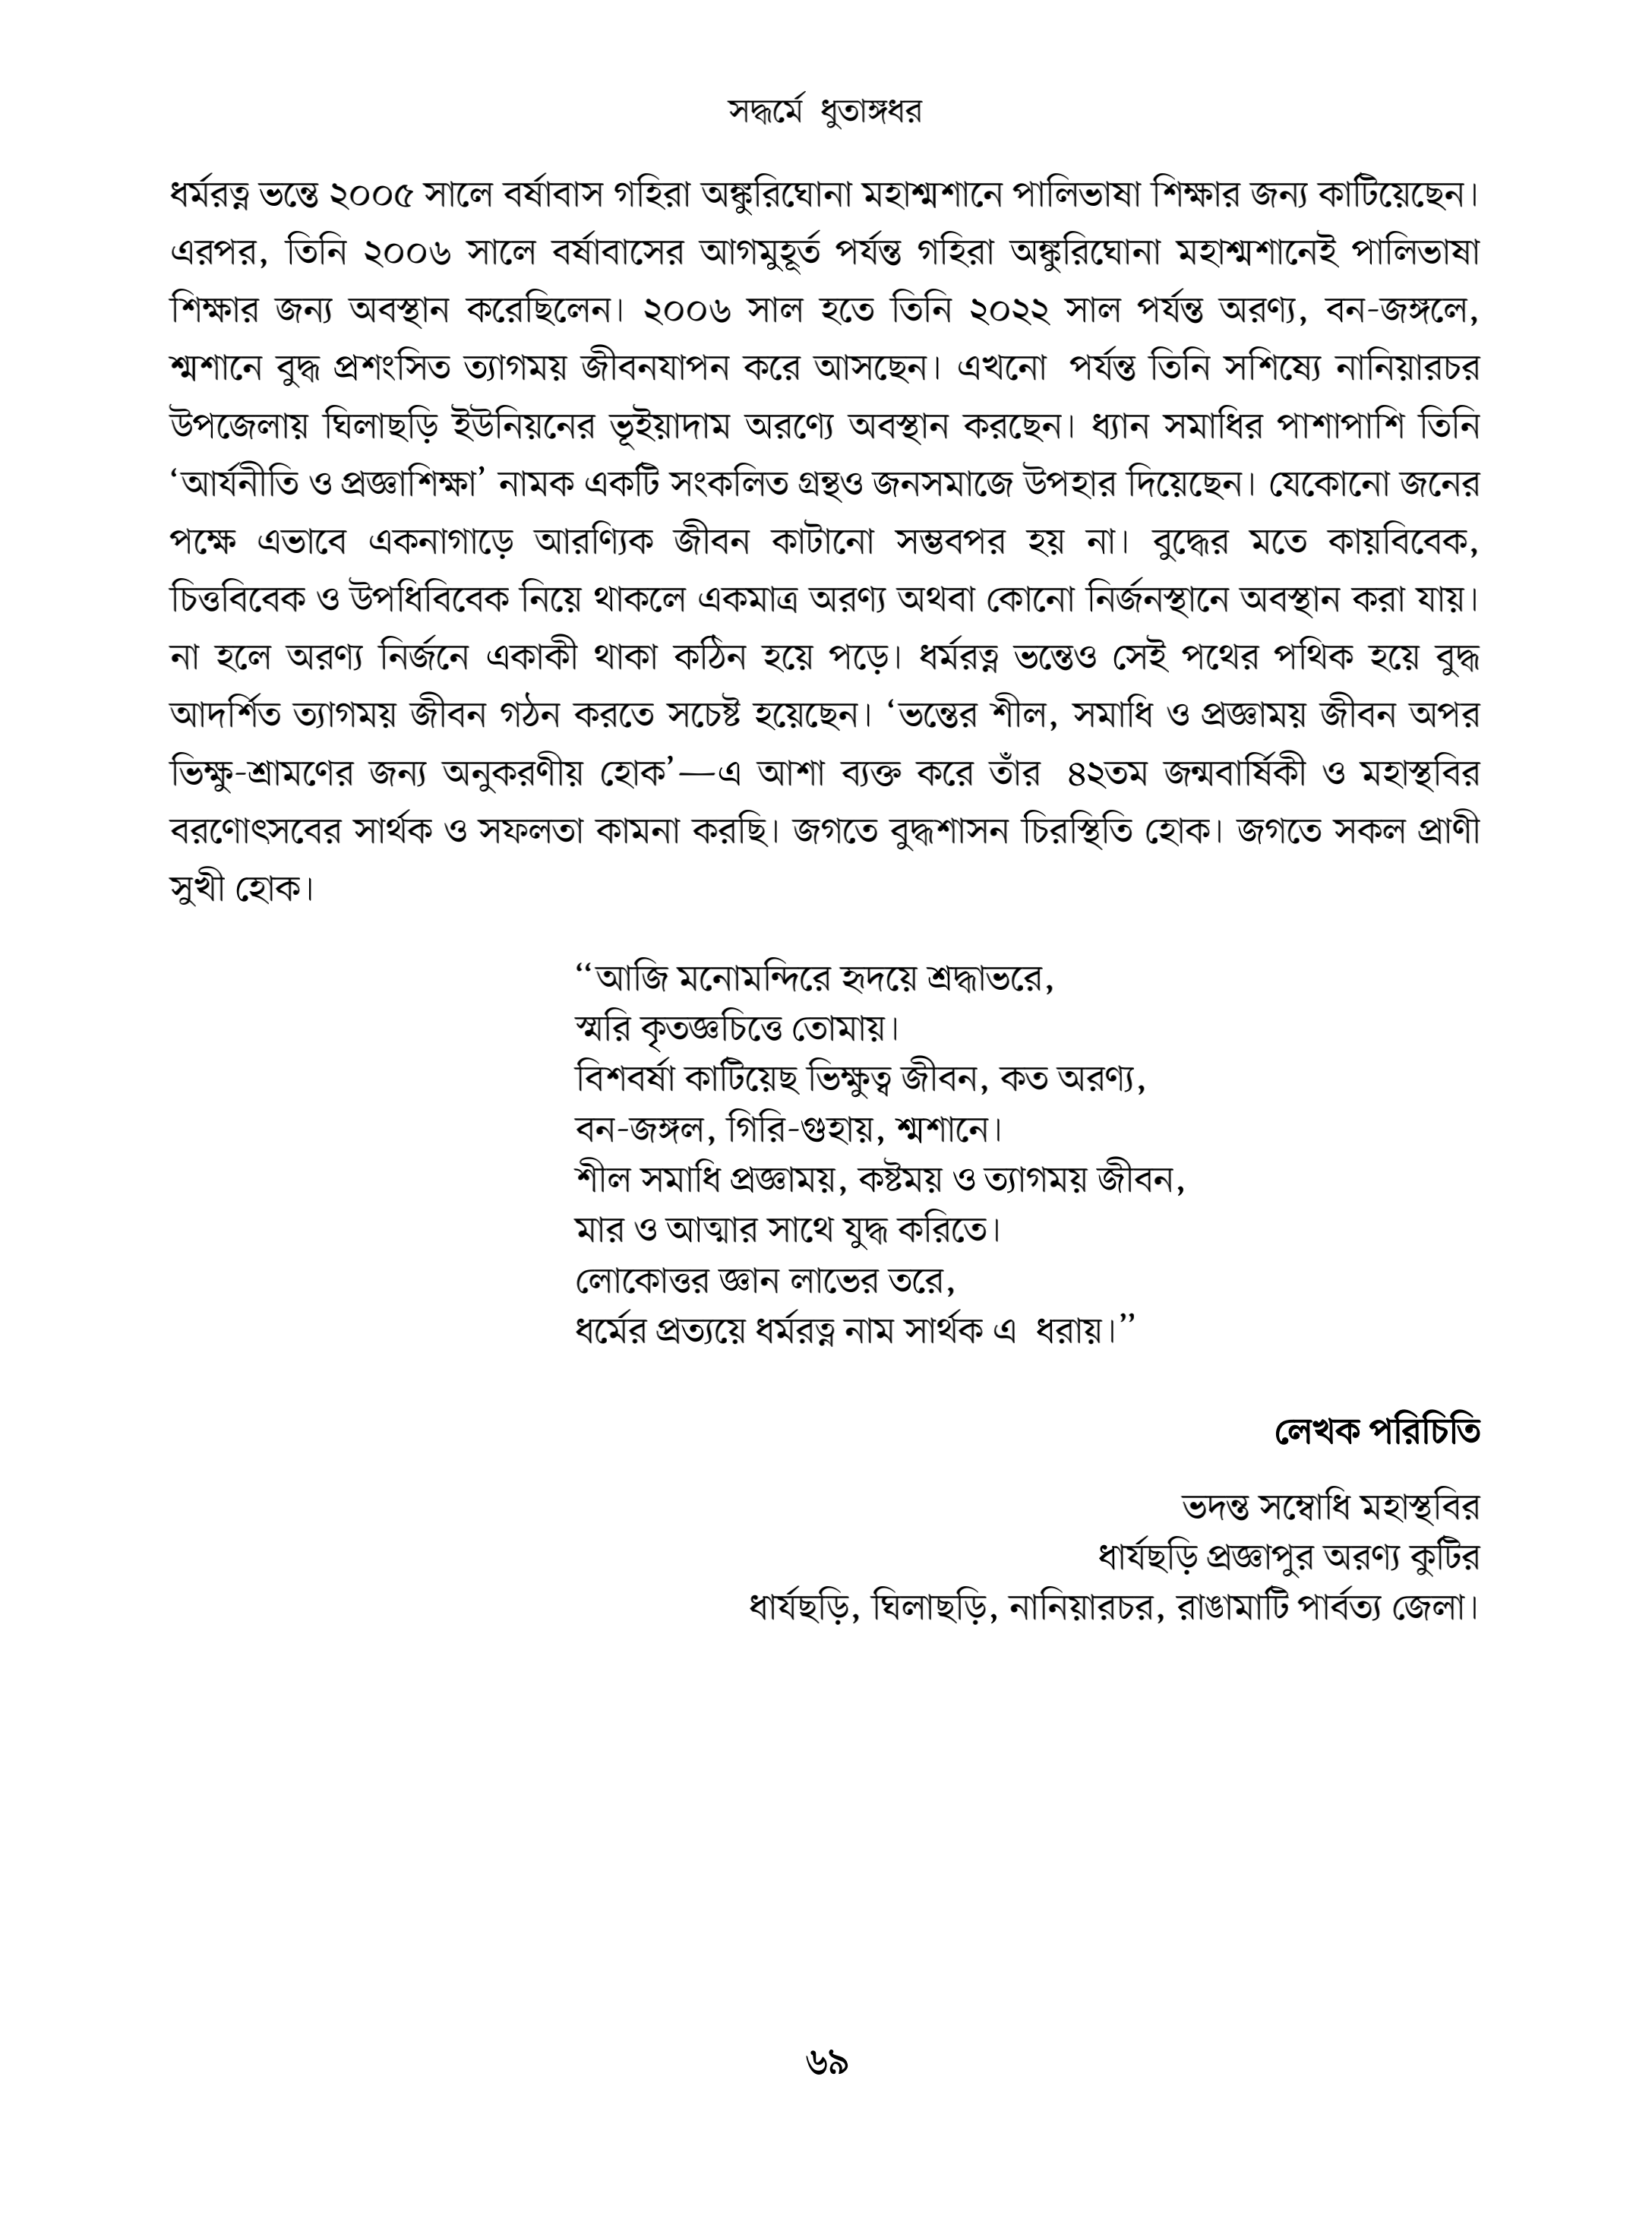 সদ্ধর্মে ধুতাঙ্গধর
ধর্মরত্ন ভন্তে ২০০৫ সালে বর্ষাবাস গহিরা অঙ্কুরিঘোনা মহাশ্মশানে পালিভাষা শিক্ষার জন্য কাটিয়েছেন।
এরপর, তিনি ২০০৬ সালে বর্ষাবাসের আগমুহূর্ত পর্যন্ত গহিরা অঙ্কুরিঘোনা মহাশ্মশানেই পালিভাষা
শিক্ষার জন্য অবস্থান করেছিলেন। ২০০৬ সাল হতে তিনি ২০২২ সাল পর্যন্ত অরণ্য, বন-জঙ্গলে,
শ্মশানে বুদ্ধ প্রশংসিত ত্যাগময় জীবনযাপন করে আসছেন। এখনো পর্যন্ত তিনি সশিষ্যে নানিয়ারচর
উপজেলায় ঘিলাছড়ি ইউনিয়নের ভূইয়াদাম অরণ্যে অবস্থান করছেন। ধ্যান সমাধির পাশাপাশি তিনি
‘আর্যনীতি ও প্রজ্ঞাশিক্ষা’ নামক একটি সংকলিত গ্রন্থও জনসমাজে উপহার দিয়েছেন। যেকোনো জনের
পক্ষে এভাবে একনাগাড়ে আরণ্যিক জীবন কাটানো সম্ভবপর হয় না। বুদ্ধের মতে কায়বিবেক,
চিত্তবিবেক ও উপধিবিবেক নিয়ে থাকলে একমাত্র অরণ্য অথবা কোনো নির্জনস্থানে অবস্থান করা যায়।
না হলে অরণ্য নির্জনে একাকী থাকা কঠিন হয়ে পড়ে। ধর্মরত্ন ভন্তেও সেই পথের পথিক হয়ে বুদ্ধ
আদর্শিত ত্যাগময় জীবন গঠন করতে সচেষ্ট হয়েছেন। ‘ভন্তের শীল, সমাধি ও প্রজ্ঞাময় জীবন অপর
ভিক্ষু-শ্রামণের জন্য অনুকরণীয় হোক’—এ আশা ব্যক্ত করে তাঁর ৪২তম জন্মবার্ষিকী ও মহাস্থবির
বরণোৎসবের সার্থক ও সফলতা কামনা করছি। জগতে বুদ্ধশাসন চিরস্থিতি হোক। জগতে সকল প্রাণী
সুখী হোক।
“আজি মনোমন্দিরে হৃদয়ে শ্রদ্ধাভরে,
স্মরি কৃতজ্ঞচিত্তে তোমায়।
বিশবর্ষা কাটিয়েছ ভিক্ষুত্ব জীবন, কত অরণ্য,
বন-জঙ্গল, গিরি-গুহায়, শ্মশানে।
শীল সমাধি প্রজ্ঞাময়, কষ্টময় ও ত্যাগময় জীবন,
মার ও আত্মার সাথে যুদ্ধ করিতে।
লোকোত্তর জ্ঞান লাভের তরে,
ধর্মের প্রত্যয়ে ধর্মরত্ন নাম সার্থক এ ধরায়।”
লেখক পরিচিতি
ভদন্ত সম্বোধি মহাস্থবির
ধার্যছড়ি প্রজ্ঞাপুর অরণ্য কুটির
ধার্যছড়ি, ঘিলাছড়ি, নানিয়ারচর, রাঙামাটি পার্বত্য জেলা।
৬৯